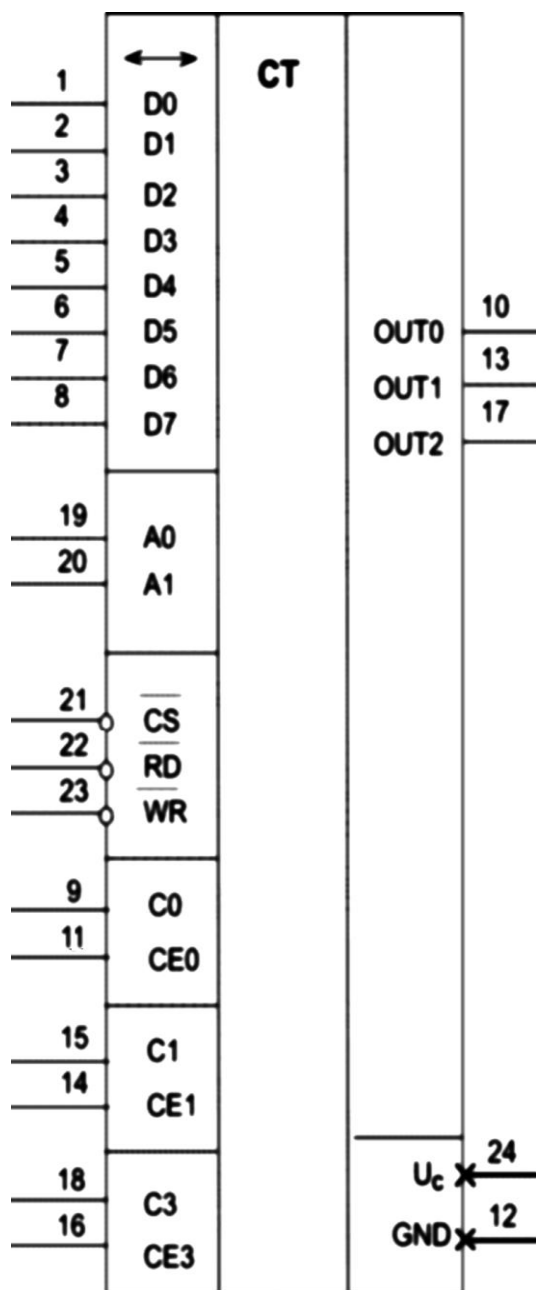 CT
1 D0
2 D1
3 D2
4 D3
5 D4
6 D5
7 D6
8 D7
19 A0
20 A1
21 CS
22 RD
23 WR
9 C0
11 CE0
15 C1
14 CE1
18 C3
16 CE3
OUT0 10
OUT1 13
OUT2 17
Uc 24
GND 12